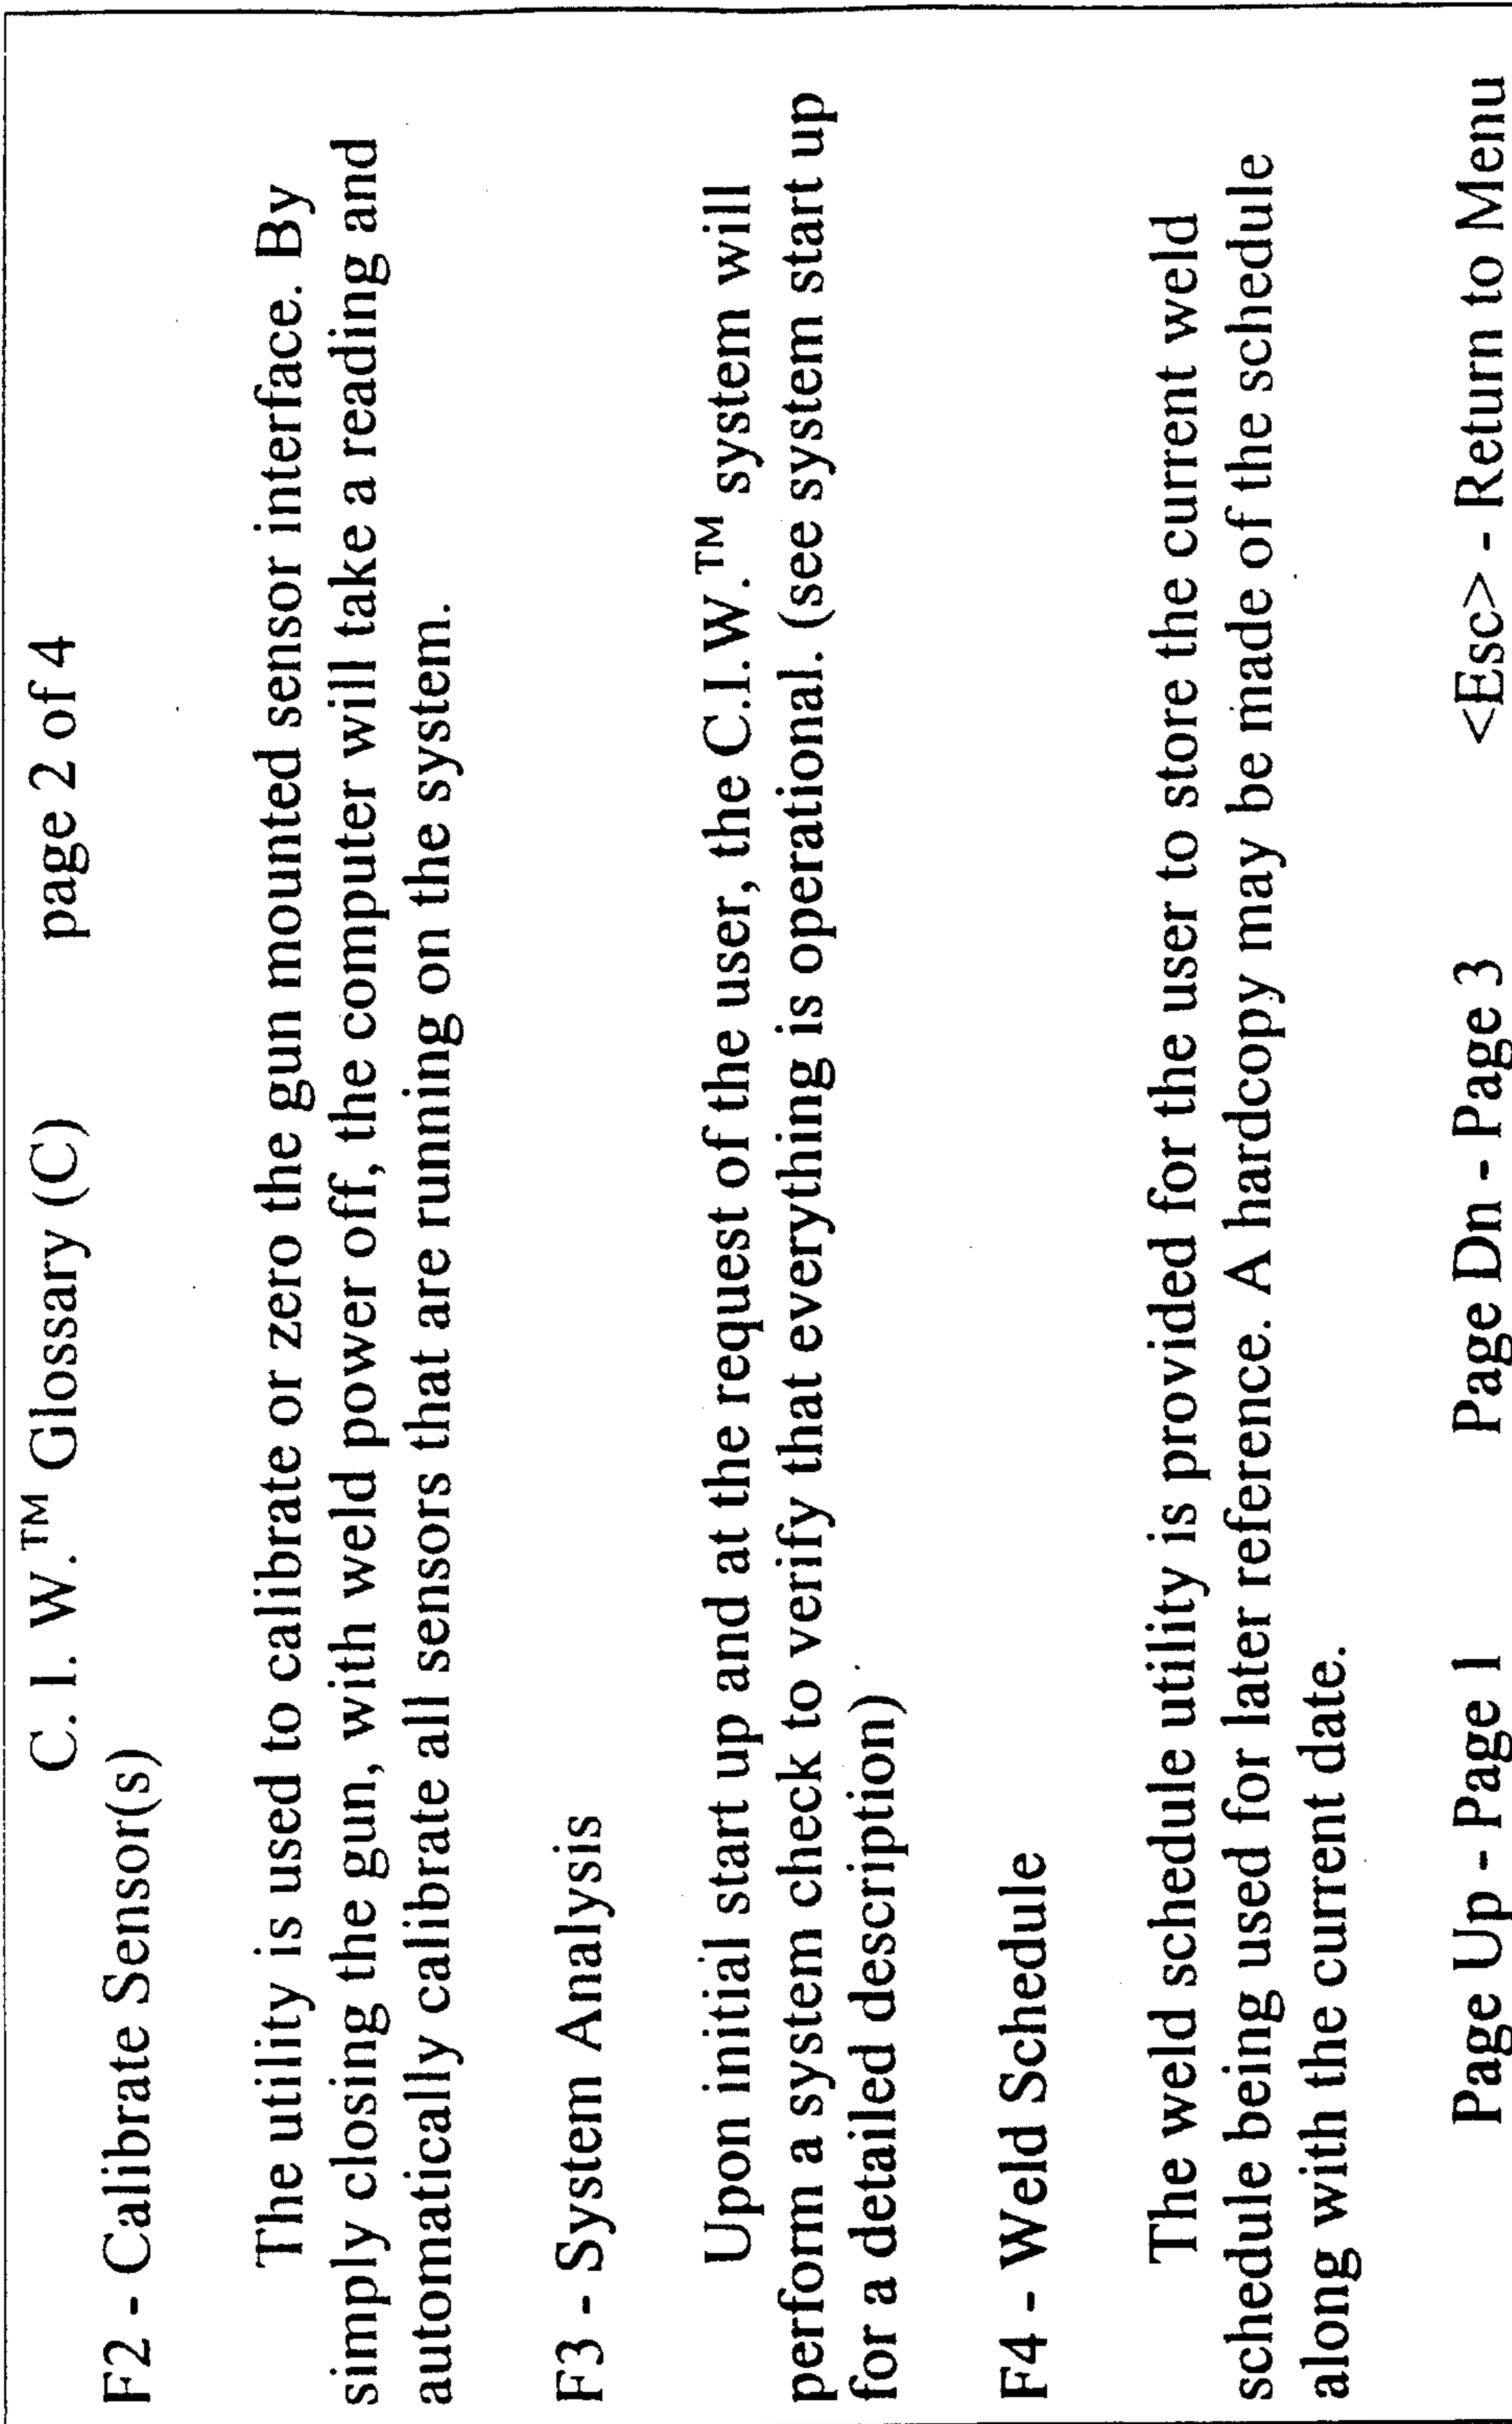 C. I. W.™ Glossary (C) page 2 of 4
F2 - Calibrate Sensor(s)
The utility is used to calibrate or zero the gun mounted sensor interface. By
simply closing the gun, with weld power off, the computer will take a reading and
automatically calibrate all sensors that are running on the system.
F3 - System Analysis
Upon initial start up and at the request of the user, the C.I.W.™ system will
perform a system check to verify that everything is operational. (see system start up
for a detailed description)
F4 - Weld Schedule
The weld schedule utility is provided for the user to store the current weld
schedule being used for later reference. A hardcopy may be made of the schedule
along with the current date.
Page Up - Page 1 Page Dn - Page 3 <Esc> - Return to Menu